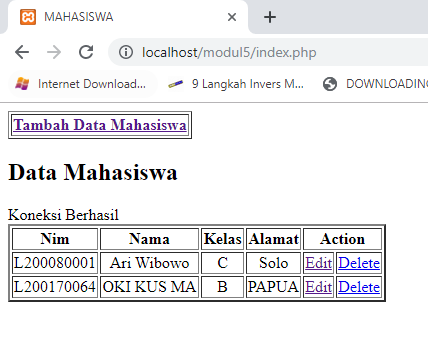 MAHASISWA
localhost/modul5/index.php
Internet Download... 9 Langkah Invers M... DOWNLOADING
Tambah Data Mahasiswa
Data Mahasiswa
Koneksi Berhasil
Nim Nama Kelas Alamat Action
L200080001 Ari Wibowo C Solo Edit Delete
L200170064 OKI KUS MA B PAPUA Edit Delete